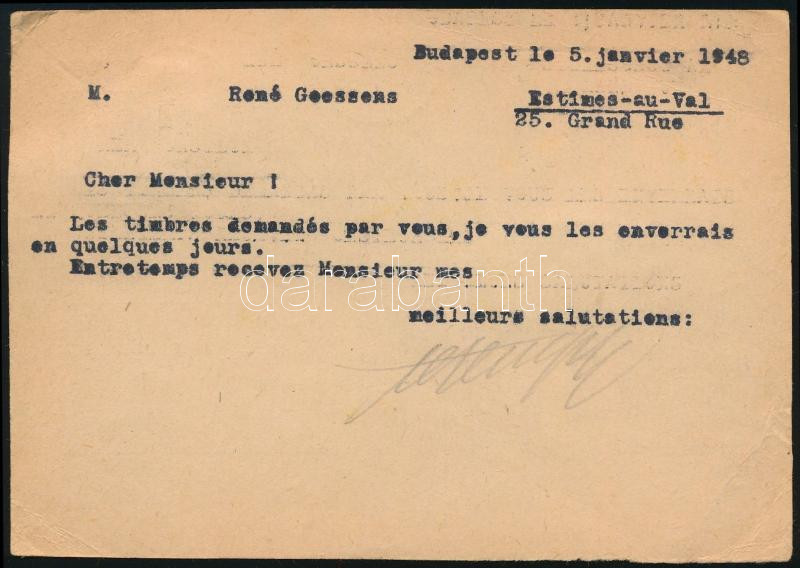 Budapest le 5. janvier 1948
M. René Goessens Estimes-au-Val
25. Grand Rue
Cher Monsieur !
Les timbres demandés par vous, je vous les enverrais
en quelques jours.
Entretemps recevez Monsieur mes
darabanth
meilleurs salutations: